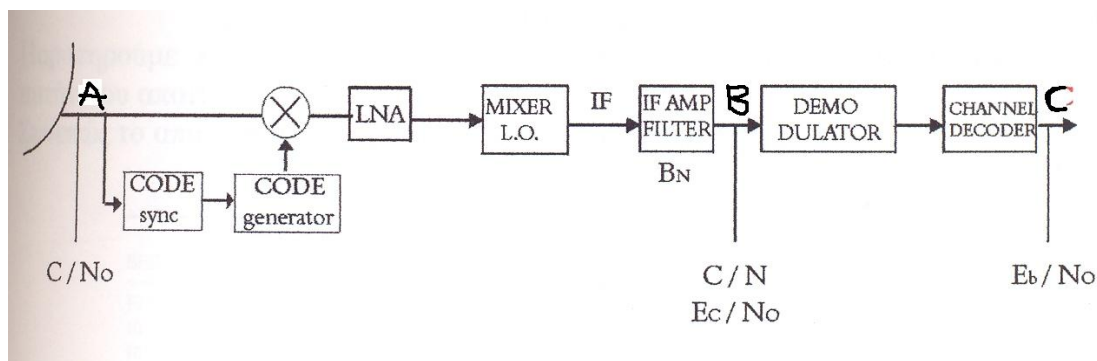 A
LNA
MIXER
L.O.
IF
IF AMP
FILTER
BN
B
DEMO
DULATOR
CHANNEL
DECODER
C
CODE
sync
CODE
generator
C / No
C / N
Ec / No
Eb / No